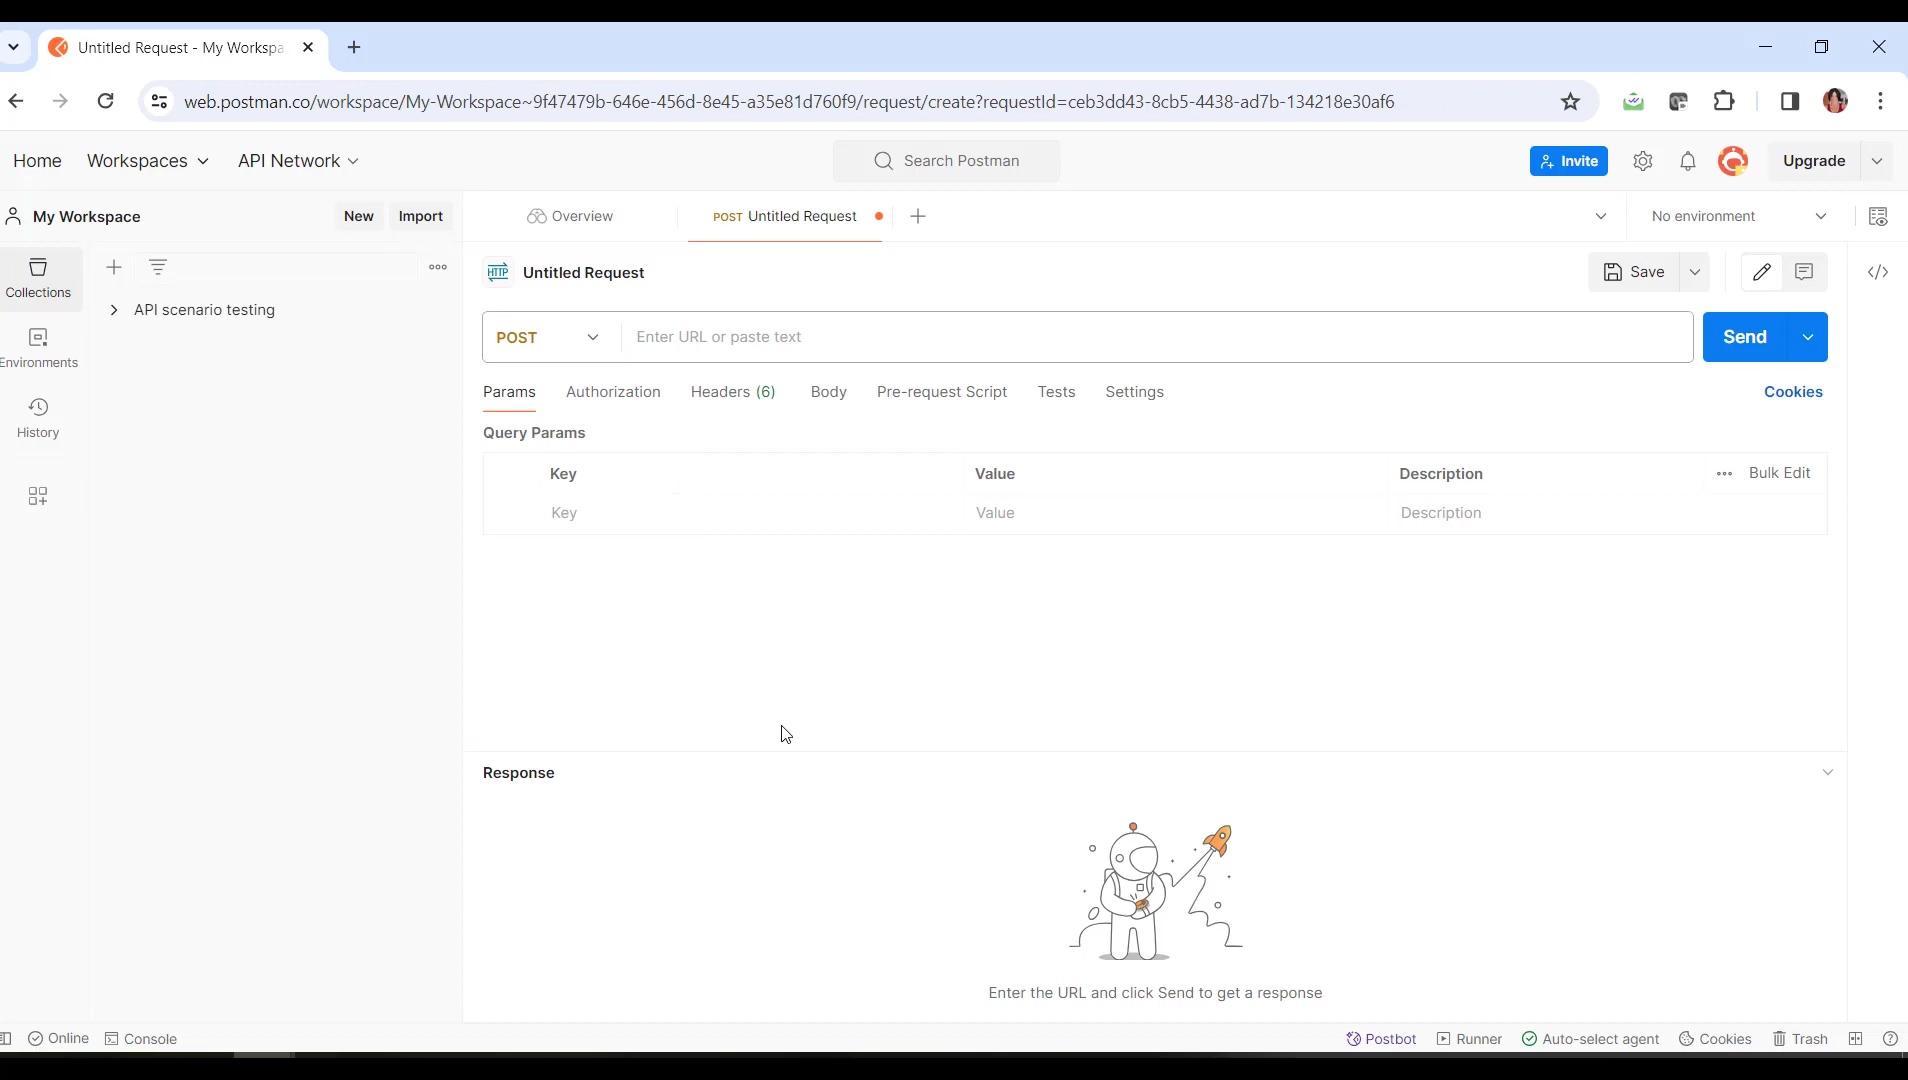 Untitled Request - My Workspa
web.postman.co/workspace/My-Workspace~9f47479b-646e-456d-8e45-a35e81d760f9/request/create?requestId=ceb3dd43-8cb5-4438-ad7b-134218e30af6
Home Workspaces API Network Search Postman Invite Upgrade
My Workspace New Import Overview POST Untitled Request No environment
Collections
HTTP Untitled Request Save
API scenario testing
Environments
POST Enter URL or paste text Send
Params Authorization Headers (6) Body Pre-request Script Tests Settings Cookies
History
Query Params
Key Value Description Bulk Edit
Key Value Description
Response
Enter the URL and click Send to get a response
Online Console Postbot Runner Auto-select agent Cookies Trash